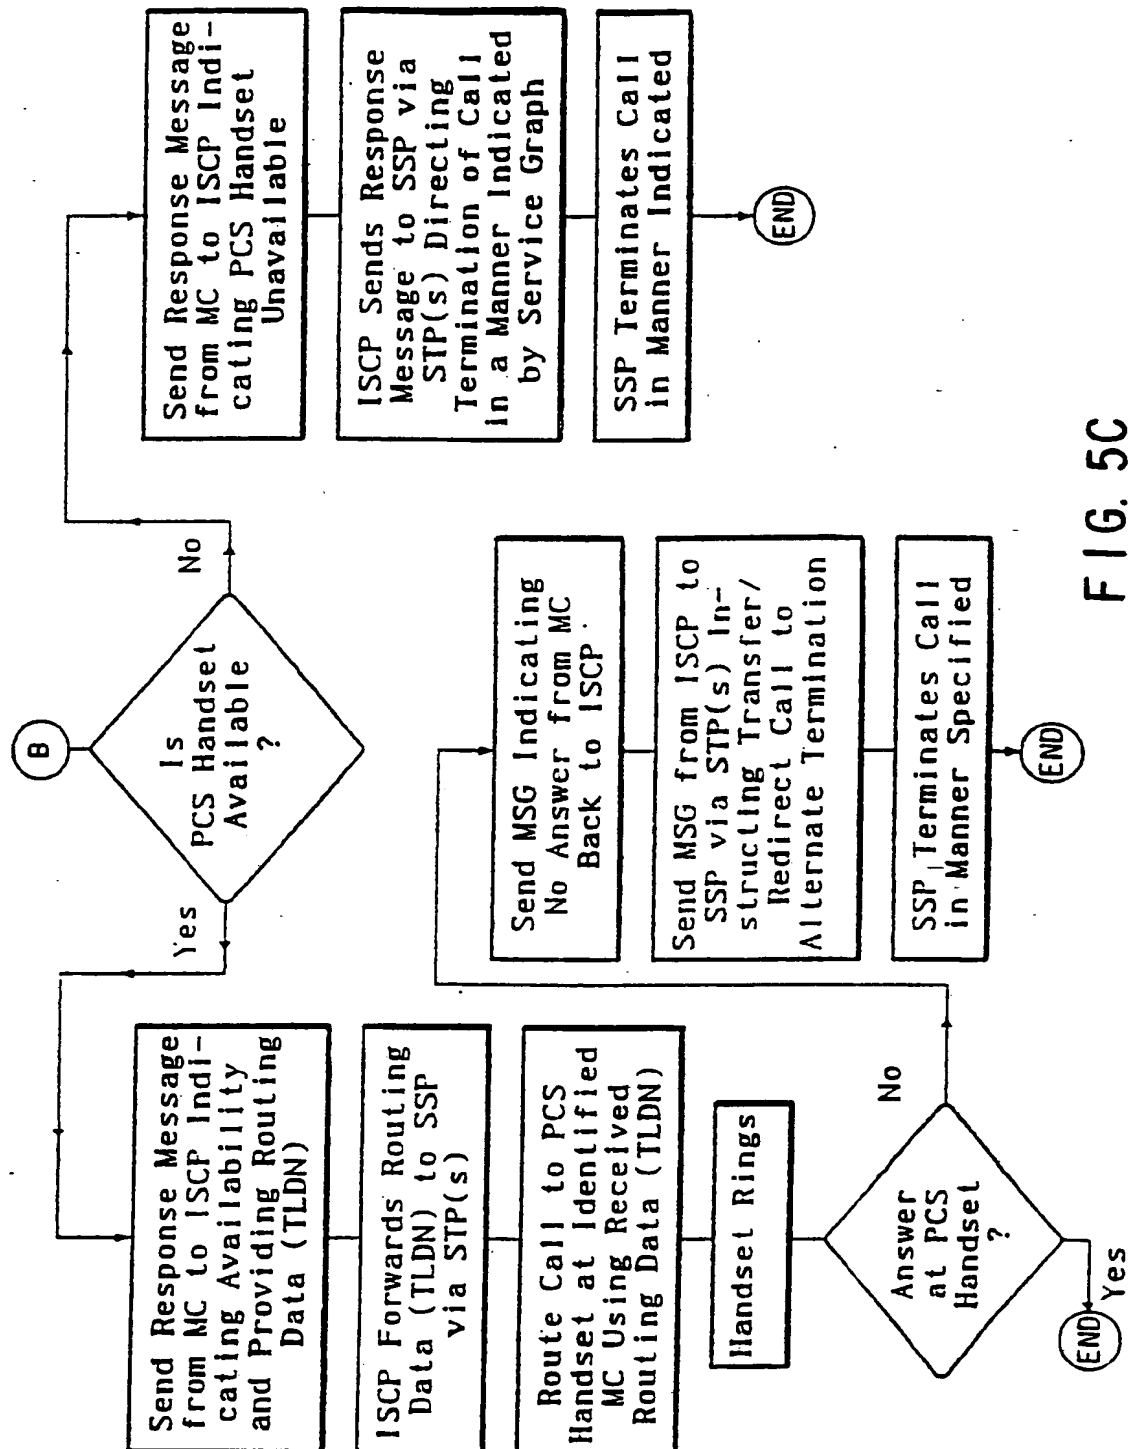 B
Is
PCS Handset
Available
?
Yes
No
Send Response Message
from MC to ISCP Indi-
cating Availability
and Providing Routing
Data (TLDN)
ISCP Forwards Routing
Data (TLDN) to SSP
via STP(s)
Route Call to PCS
Handset at Identified
MC Using Received
Routing Data (TLDN)
Handset Rings
Answer
at PCS
Handset
?
Yes
END
No
Send MSG Indicating
No Answer from MC
Back to ISCP
Send MSG from ISCP to
SSP via STP(s) In-
structing Transfer/
Redirect Call to
Alternate Termination
SSP Terminates Call
in Manner Specified
END
Send Response Message
from MC to ISCP Indi-
cating PCS Handset
Unavailable
ISCP Sends Response
Message to SSP via
STP(s) Directing
Termination of Call
in a Manner Indicated
by Service Graph
SSP Terminates Call
in Manner Indicated
END
FIG. 5C